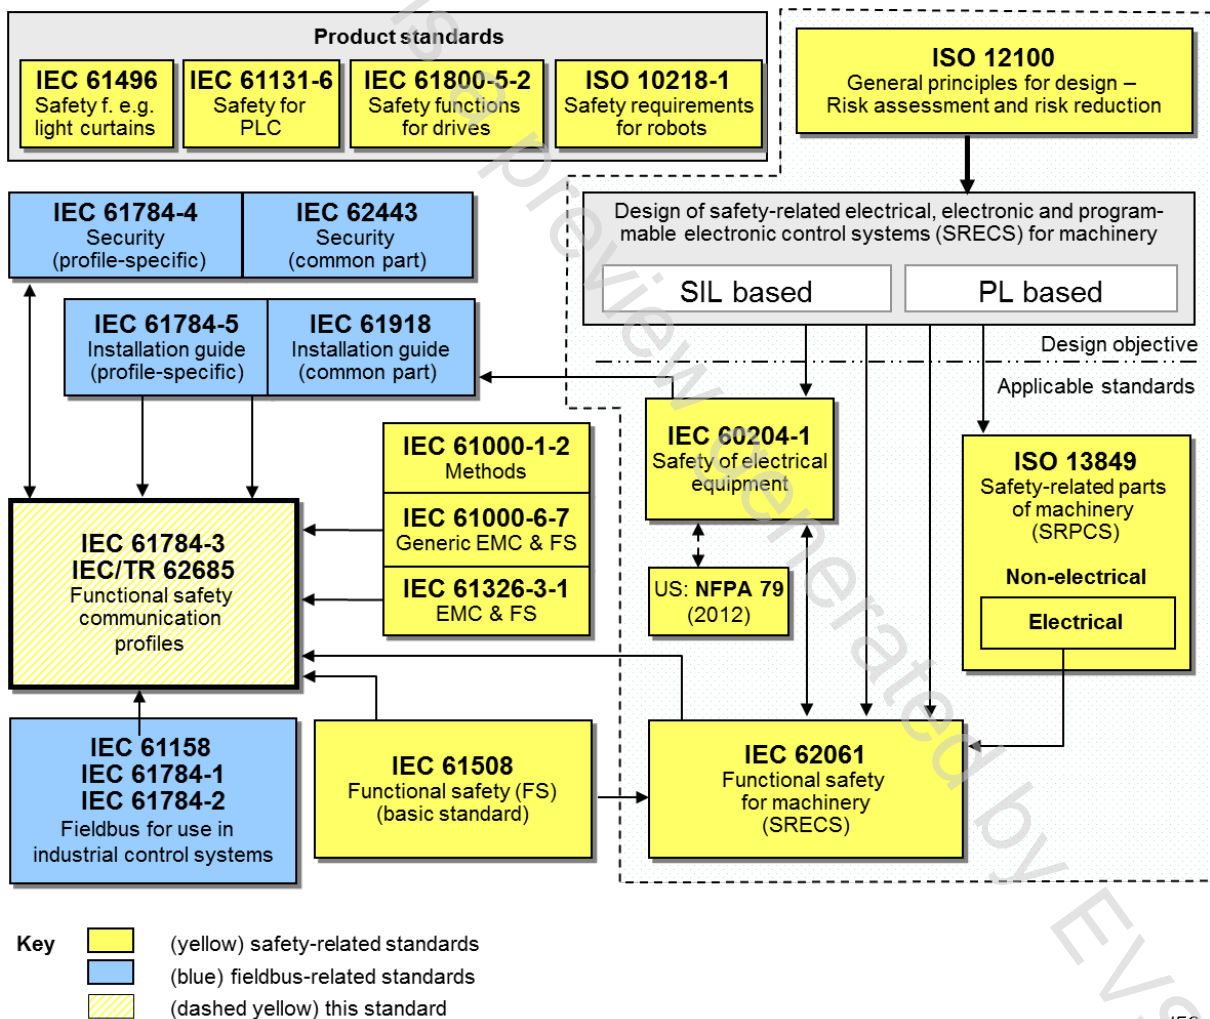 Product standards
IEC 61496
Safety f. e.g.
light curtains
IEC 61131-6
Safety for
PLC
IEC 61800-5-2
Safety functions
for drives
ISO 10218-1
Safety requirements
for robots
ISO 12100
General principles for design –
Risk assessment and risk reduction
IEC 61784-4
Security
(profile-specific)
IEC 62443
Security
(common part)
Design of safety-related electrical, electronic and program-
mable electronic control systems (SRECS) for machinery
SIL based
PL based
IEC 61784-5
Installation guide
(profile-specific)
IEC 61918
Installation guide
(common part)
Design objective
Applicable standards
IEC 60204-1
Safety of electrical
equipment
IEC 61000-1-2
Methods
IEC 61000-6-7
Generic EMC & FS
IEC 61326-3-1
EMC & FS
ISO 13849
Safety-related parts
of machinery
(SRPCS)
Non-electrical
Electrical
US: NFPA 79
(2012)
IEC 61784-3
IEC/TR 62685
Functional safety
communication
profiles
IEC 61158
IEC 61784-1
IEC 61784-2
Fieldbus for use in
industrial control systems
IEC 61508
Functional safety (FS)
(basic standard)
IEC 62061
Functional safety
for machinery
(SRECS)
Key
(yellow) safety-related standards
(blue) fieldbus-related standards
(dashed yellow) this standard
is a preview generated by EVS